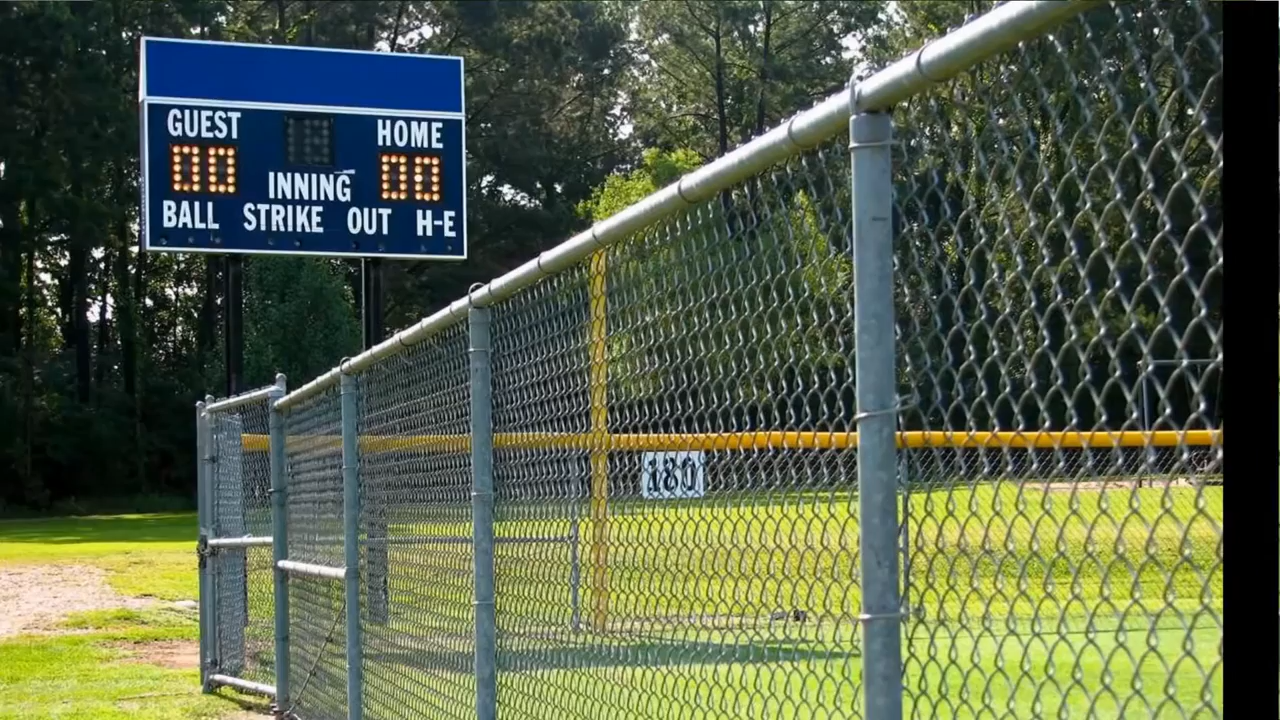 GUEST HOME
00 00
INNING
BALL STRIKE OUT H-E
180